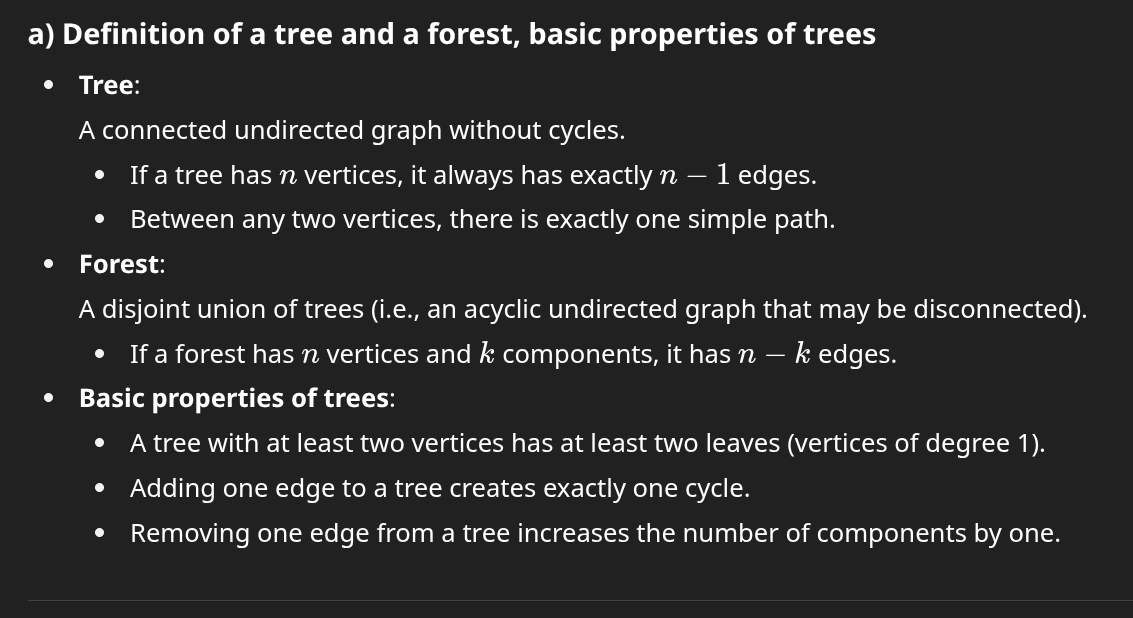 a) Definition of a tree and a forest, basic properties of trees
• Tree:
A connected undirected graph without cycles.
• If a tree has n vertices, it always has exactly n − 1 edges.
• Between any two vertices, there is exactly one simple path.
• Forest:
A disjoint union of trees (i.e., an acyclic undirected graph that may be disconnected).
• If a forest has n vertices and k components, it has n − k edges.
• Basic properties of trees:
• A tree with at least two vertices has at least two leaves (vertices of degree 1).
• Adding one edge to a tree creates exactly one cycle.
• Removing one edge from a tree increases the number of components by one.